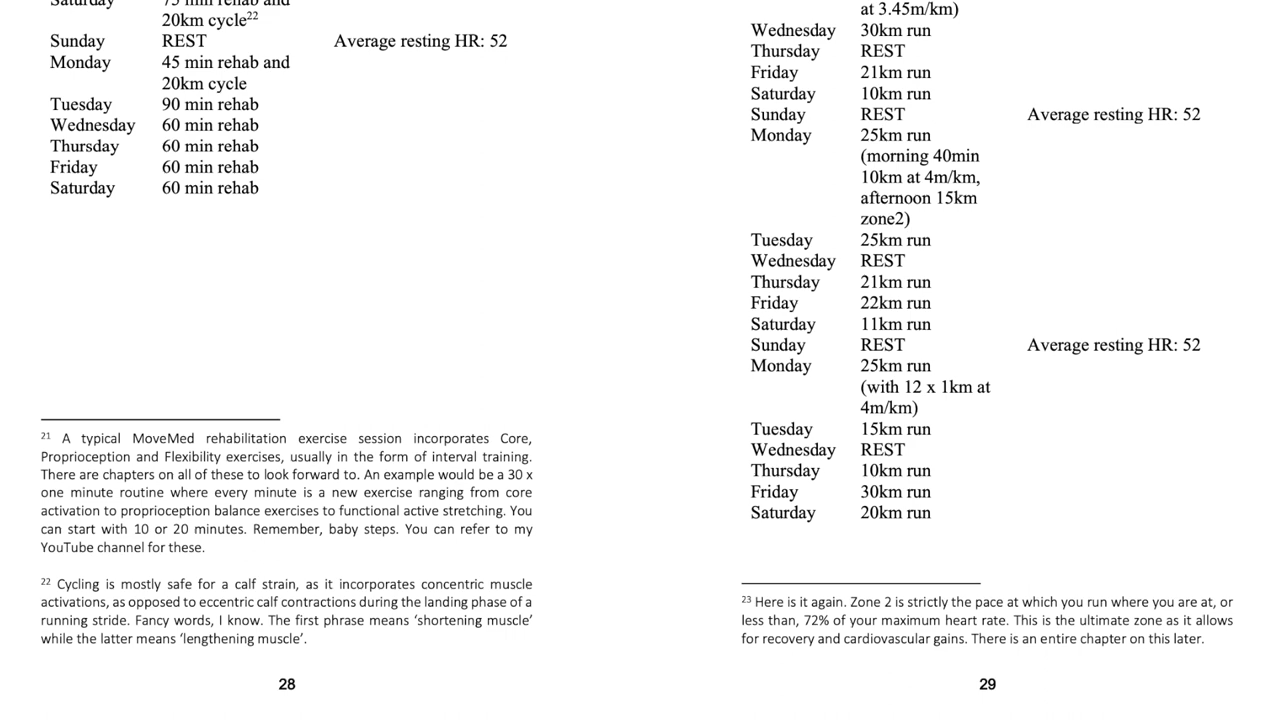 Saturday 75 min rehab and
20km cycle22
Sunday REST Average resting HR: 52
Monday 45 min rehab and
20km cycle
Tuesday 90 min rehab
Wednesday 60 min rehab
Thursday 60 min rehab
Friday 60 min rehab
Saturday 60 min rehab
21 A typical MoveMed rehabilitation exercise session incorporates Core,
Proprioception and Flexibility exercises, usually in the form of interval training.
There are chapters on all of these to look forward to. An example would be a 30 x
one minute routine where every minute is a new exercise ranging from core
activation to proprioception balance exercises to functional active stretching. You
can start with 10 or 20 minutes. Remember, baby steps. You can refer to my
YouTube channel for these.
22 Cycling is mostly safe for a calf strain, as it incorporates concentric muscle
activations, as opposed to eccentric calf contractions during the landing phase of a
running stride. Fancy words, I know. The first phrase means ‘shortening muscle’
while the latter means ‘lengthening muscle’.
28
at 3.45m/km)
Wednesday 30km run
Thursday REST
Friday 21km run
Saturday 10km run
Sunday REST Average resting HR: 52
Monday 25km run
(morning 40min
10km at 4m/km,
afternoon 15km
zone2)
Tuesday 25km run
Wednesday REST
Thursday 21km run
Friday 22km run
Saturday 11km run
Sunday REST Average resting HR: 52
Monday 25km run
(with 12 x 1km at
4m/km)
Tuesday 15km run
Wednesday REST
Thursday 10km run
Friday 30km run
Saturday 20km run
23 Here is it again. Zone 2 is strictly the pace at which you run where you are at, or
less than, 72% of your maximum heart rate. This is the ultimate zone as it allows
for recovery and cardiovascular gains. There is an entire chapter on this later.
29